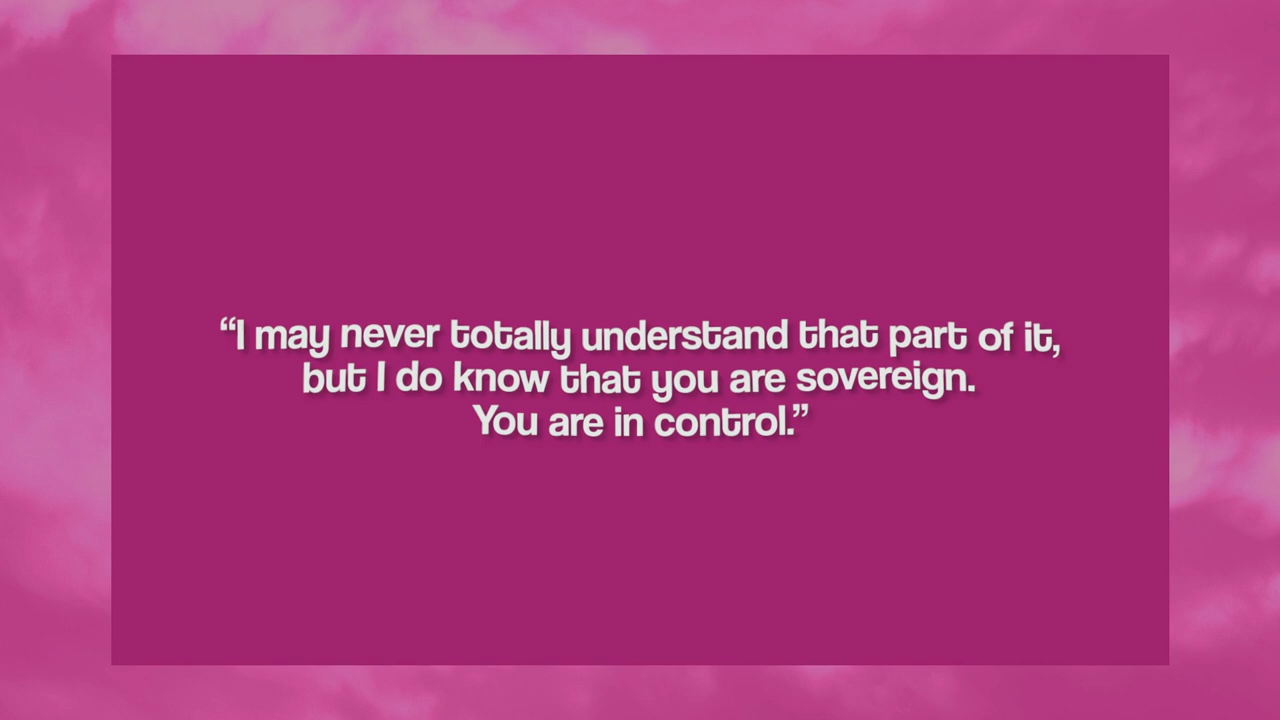 “I may never totally understand that part of it,
but I do know that you are sovereign.
You are in control.”